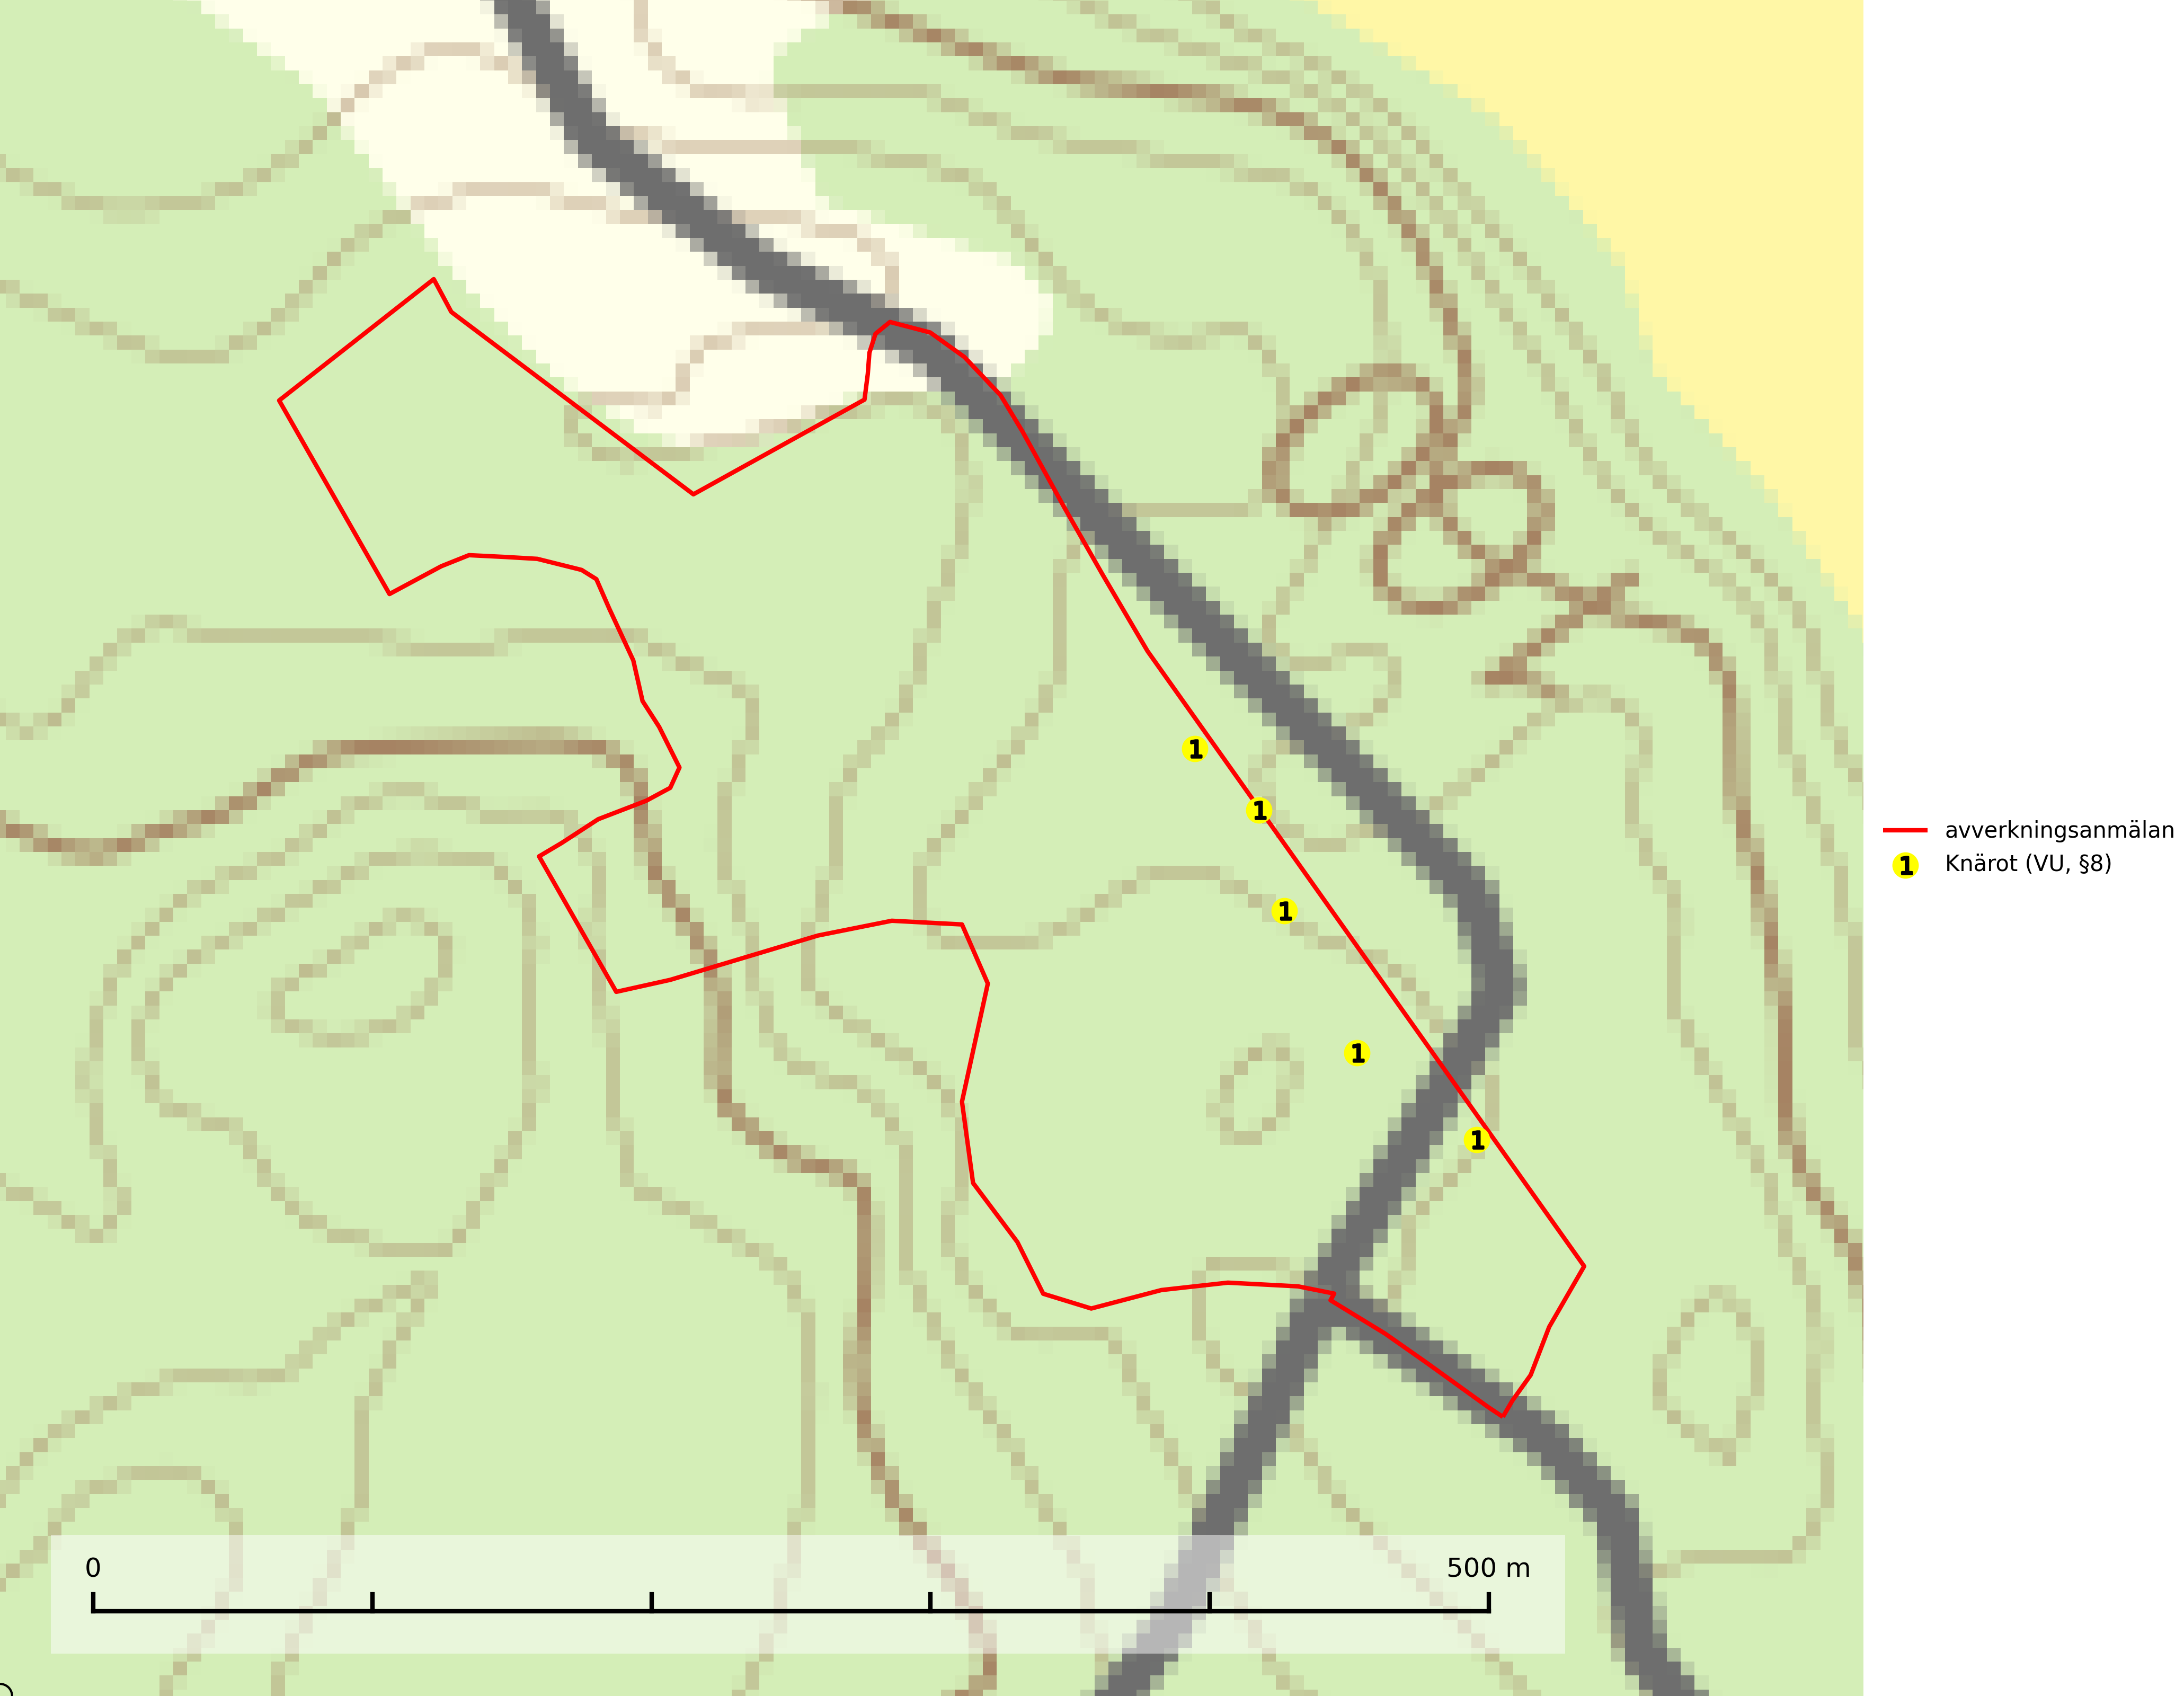 1
1
avverkningsanmälan
1 Knärot (VU, §8)
1
1
1
0 500 m